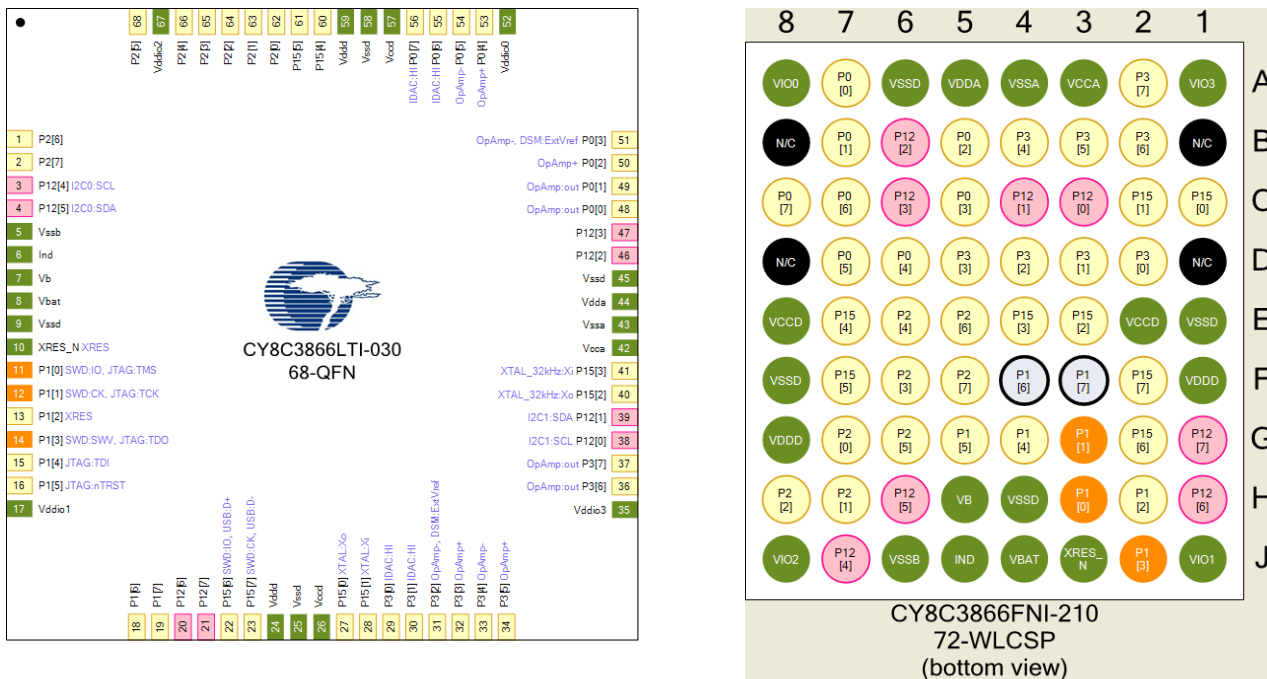 68 67 66 65 64 63 62 61 60 59 58 57 56 55 54 53 52
P2[5] Vddio2 P2[4] P2[3] P2[2] P2[1] P2[0] P15[5] P15[4] Vddd Vssd Vccd IDAC:HI P0[7] IDAC:HI P0[6] OpAmp- P0[5] OpAmp+ P0[4] Vddio0
1 P2[6]
2 P2[7]
3 P12[4] I2C0:SCL
4 P12[5] I2C0:SDA
5 Vssb
6 Ind
7 Vb
8 Vbat
9 Vssd
10 XRES_N XRES
11 P1[0] SWD:IO, JTAG:TMS
12 P1[1] SWD:CK, JTAG:TCK
13 P1[2] XRES
14 P1[3] SWD:SWV, JTAG:TDO
15 P1[4] JTAG:TDI
16 P1[5] JTAG:nTRST
17 Vddio1
CY8C3866LTI-030
68-QFN
OpAmp-, DSM:ExtVref P0[3] 51
OpAmp+ P0[2] 50
OpAmp:out P0[1] 49
OpAmp:out P0[0] 48
P12[3] 47
P12[2] 46
Vssd 45
Vdda 44
Vssa 43
Vcca 42
XTAL_32kHz:Xi P15[3] 41
XTAL_32kHz:Xo P15[2] 40
I2C1:SDA P12[1] 39
I2C1:SCL P12[0] 38
OpAmp:out P3[7] 37
OpAmp:out P3[6] 36
Vddio3 35
P1[6] P1[7] P12[6] P12[7] P15[6] SWD:IO, USB:D+ P15[7] SWD:CK, USB:D- Vddd Vssd Vccd P15[0] XTAL:Xo P15[1] XTAL:Xi P3[0] IDAC:HI P3[1] IDAC:HI P3[2] OpAmp-, DSM:ExtVref P3[3] OpAmp+ P3[4] OpAmp- P3[5] OpAmp+
18 19 20 21 22 23 24 25 26 27 28 29 30 31 32 33 34
8 7 6 5 4 3 2 1
VIO0 P0[0] VSSD VDDA VSSA VCCA P3[7] VIO3 A
N/C P0[1] P12[2] P0[2] P3[4] P3[5] P3[6] N/C B
P0[7] P0[6] P12[3] P0[3] P12[1] P12[0] P15[1] P15[0] C
N/C P0[5] P0[4] P3[3] P3[2] P3[1] P3[0] N/C D
VCCD P15[4] P2[4] P2[6] P15[3] P15[2] VCCD VSSD E
VSSD P15[5] P2[3] P2[7] P1[6] P1[7] P15[7] VDDD F
VDDD P2[0] P2[5] P1[5] P1[4] P1[1] P15[6] P12[7] G
P2[2] P2[1] P12[5] VB VSSD P1[0] P1[2] P12[6] H
VIO2 P12[4] VSSB IND VBAT XRES_N P1[3] VIO1 J
CY8C3866FNI-210
72-WLCSP
(bottom view)